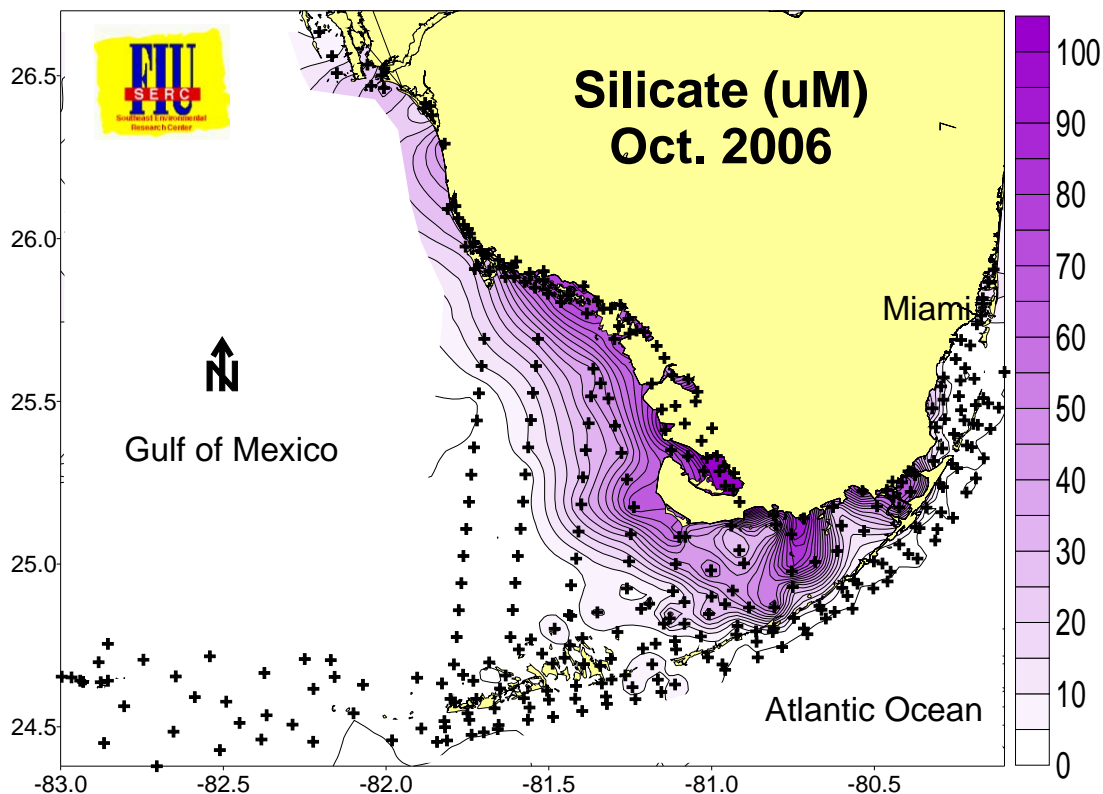 FIU
SERC
Southeast Environmental
Research Center
Silicate (uM)
Oct. 2006
Miami
N
Gulf of Mexico
Atlantic Ocean
26.5
26.0
25.5
25.0
24.5
-83.0
-82.5
-82.0
-81.5
-81.0
-80.5
100
90
80
70
60
50
40
30
20
10
0